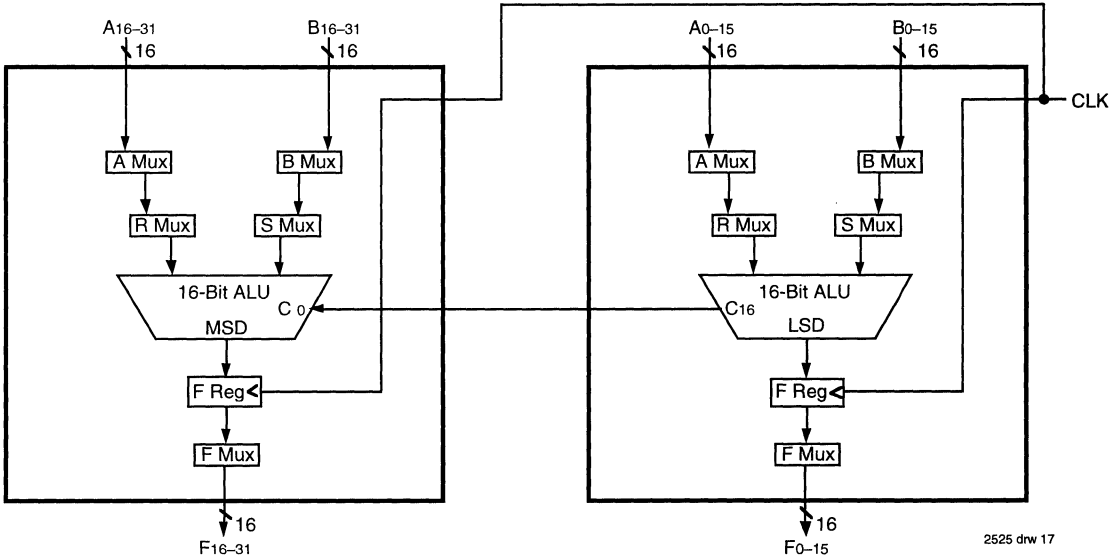 A16–31
B16–31
A0–15
B0–15
16
16
16
16
CLK
A Mux
B Mux
A Mux
B Mux
R Mux
S Mux
R Mux
S Mux
16-Bit ALU
16-Bit ALU
C 0
C16
MSD
LSD
F Reg
F Reg
F Mux
F Mux
16
16
F16–31
F0–15
2525 drw 17